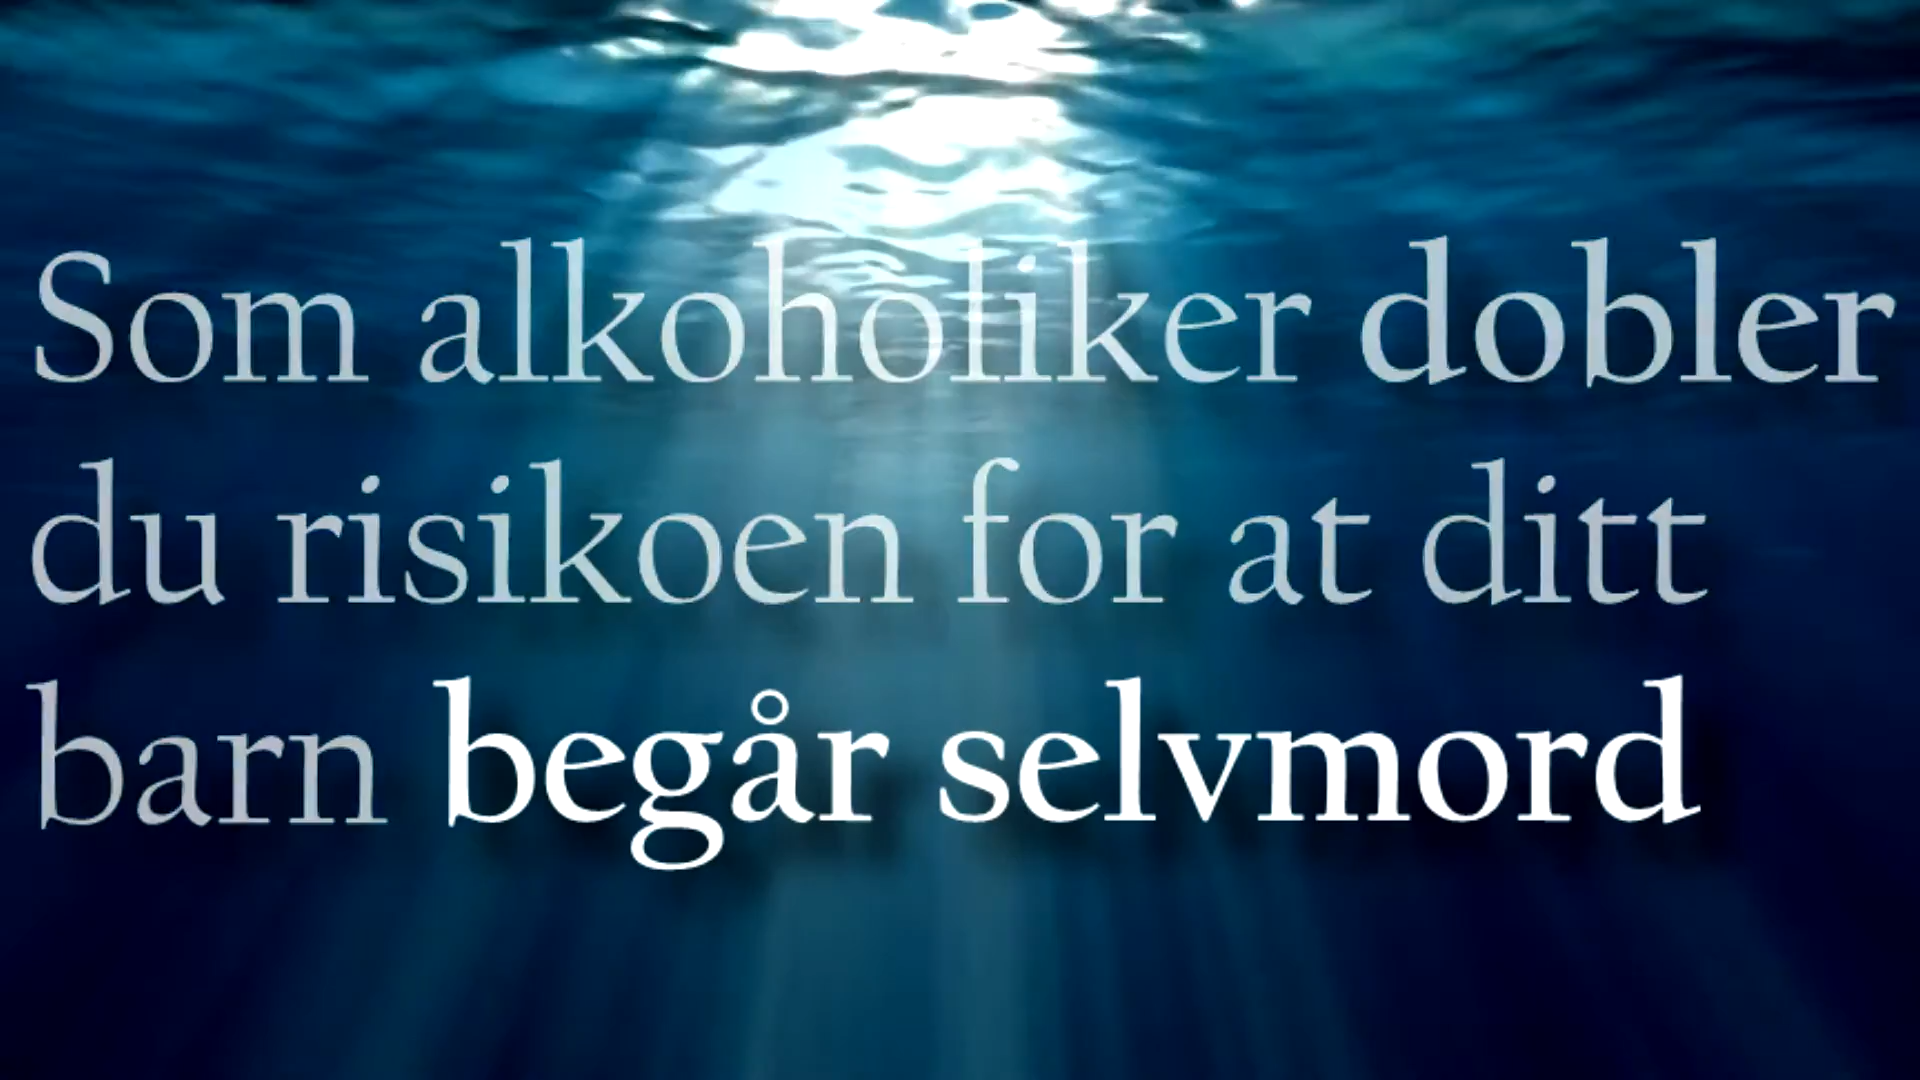 Som alkoholiker dobler
du risikoen for at ditt
barn begår selvmord